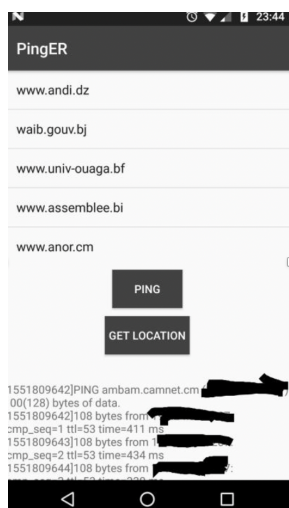 23:44
PingER
www.andi.dz
waib.gouv.bj
www.univ-ouaga.bf
www.assemblee.bi
www.anor.cm
PING
GET LOCATION
1551809642]PING ambam.camnet.cm
00(128) bytes of data.
1551809642]108 bytes from
cmp_seq=1 ttl=53 time=411 ms
1551809643]108 bytes from 1
cmp_seq=2 ttl=53 time=434 ms
1551809644]108 bytes from